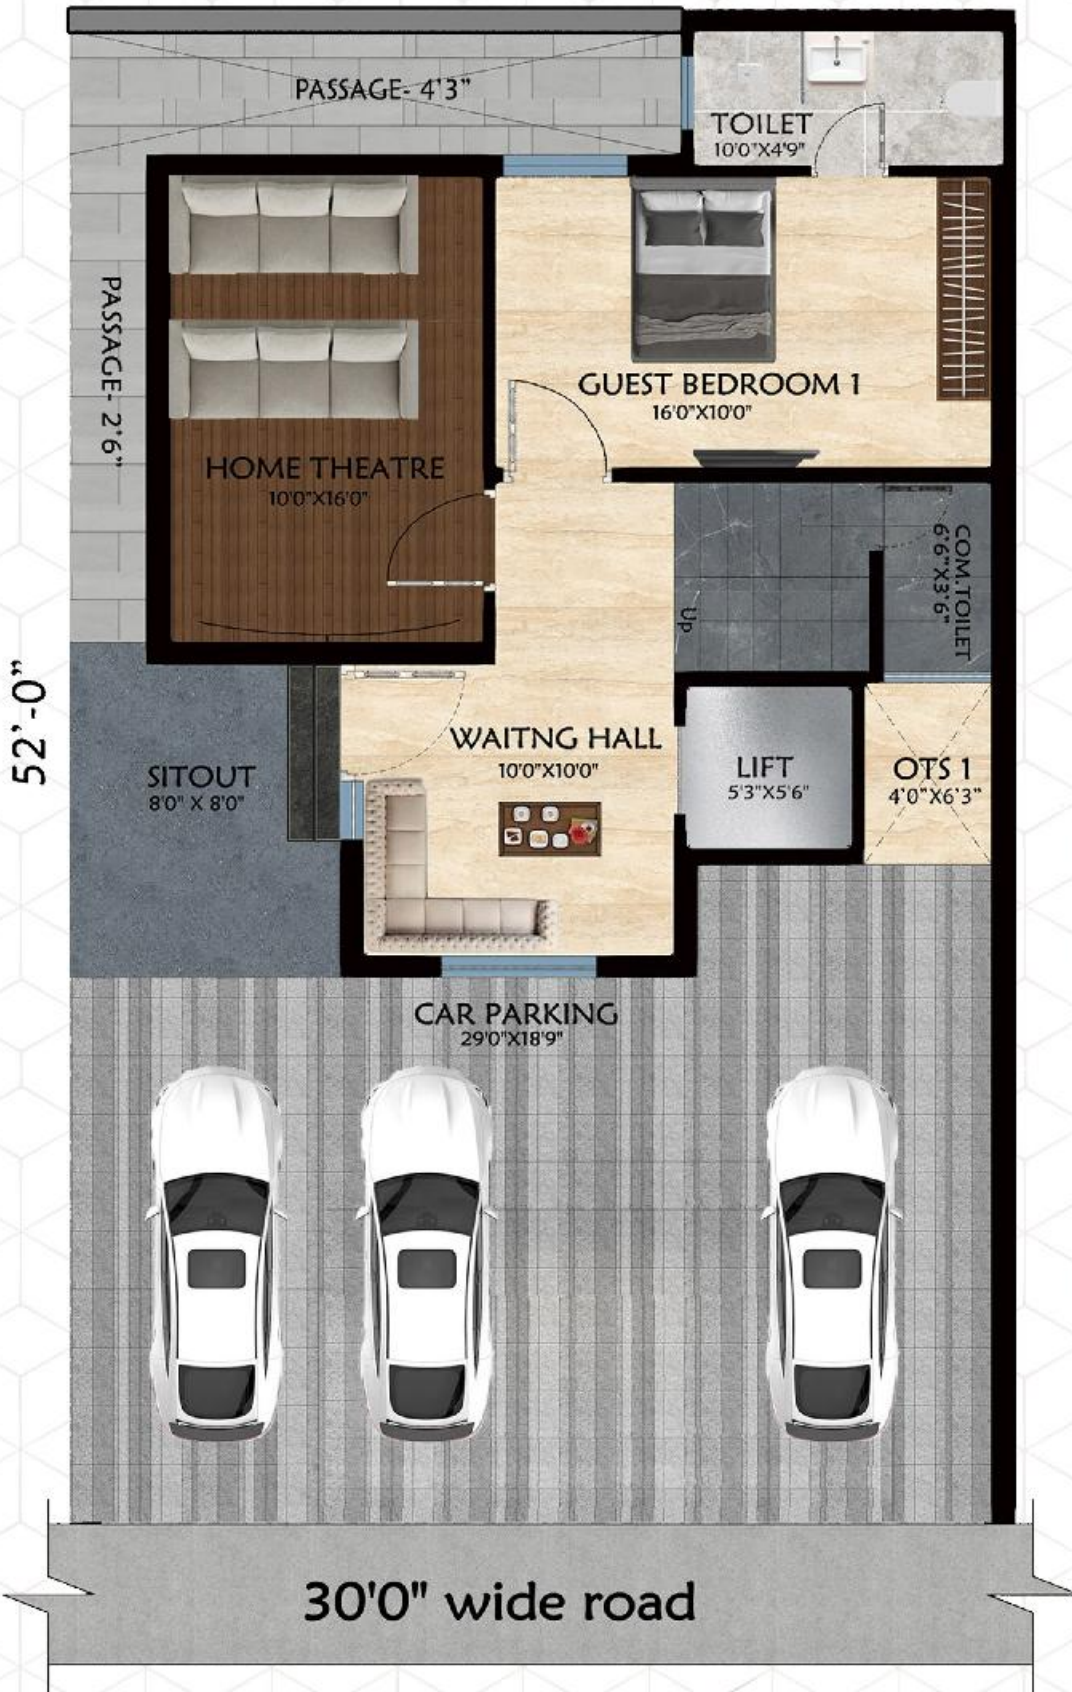 PASSAGE- 4'3"
TOILET
10'0"X4'9"
PASSAGE- 2'6"
GUEST BEDROOM 1
16'0"X10'0"
HOME THEATRE
10'0"X16'0"
COM.TOILET
6'6"X3'6"
Up
52'-0"
WAITNG HALL
10'0"X10'0"
SITOUT
8'0" X 8'0"
LIFT
5'3"X5'6"
OTS 1
4'0"X6'3"
CAR PARKING
29'0"X18'9"
30'0" wide road